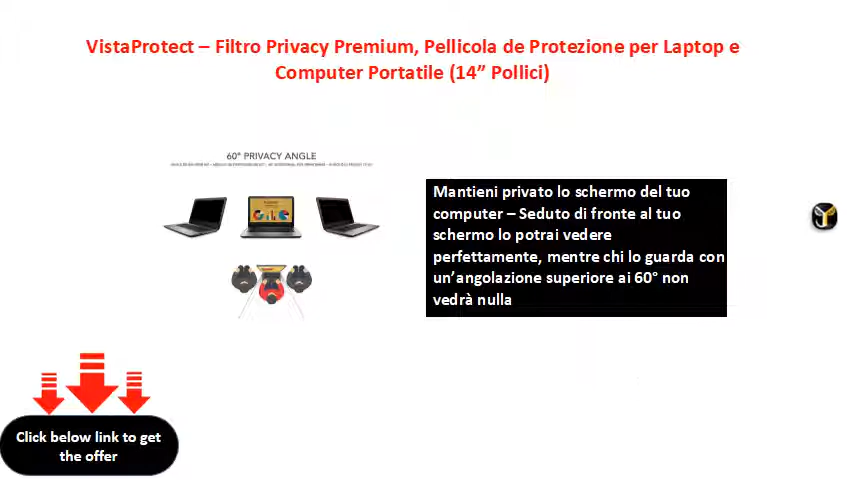 VistaProtect – Filtro Privacy Premium, Pellicola de Protezione per Laptop e
Computer Portatile (14” Pollici)
60° PRIVACY ANGLE
Mantieni privato lo schermo del tuo
computer – Seduto di fronte al tuo
schermo lo potrai vedere
perfettamente, mentre chi lo guarda con
un’angolazione superiore ai 60° non
vedrà nulla
Click below link to get
the offer